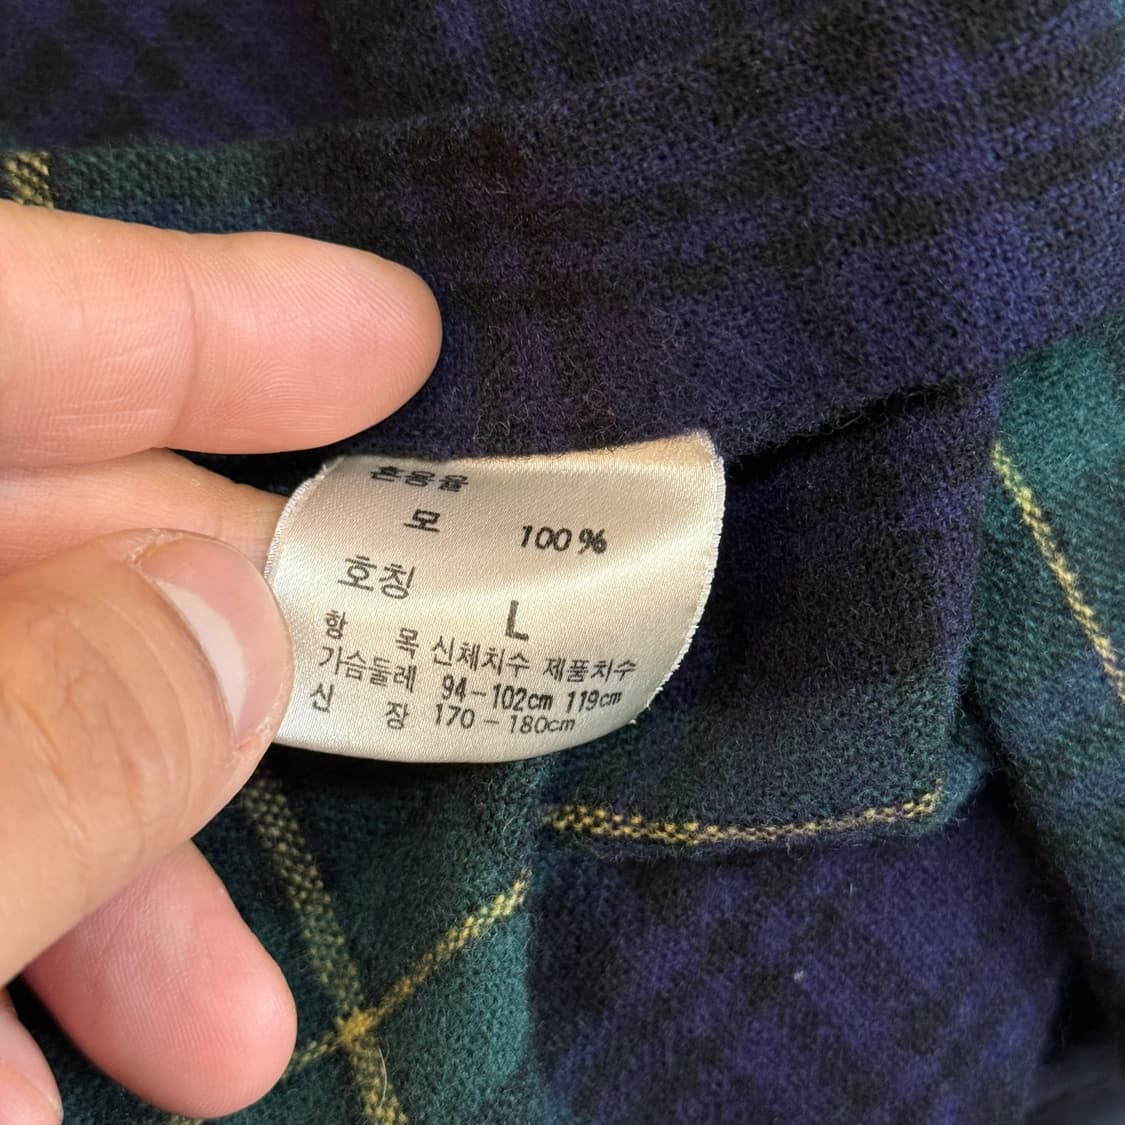 혼용율
모 100%
호칭 L
항 목 신체치수 제품치수
가슴둘레 94-102cm 119cm
신 장 170-180cm